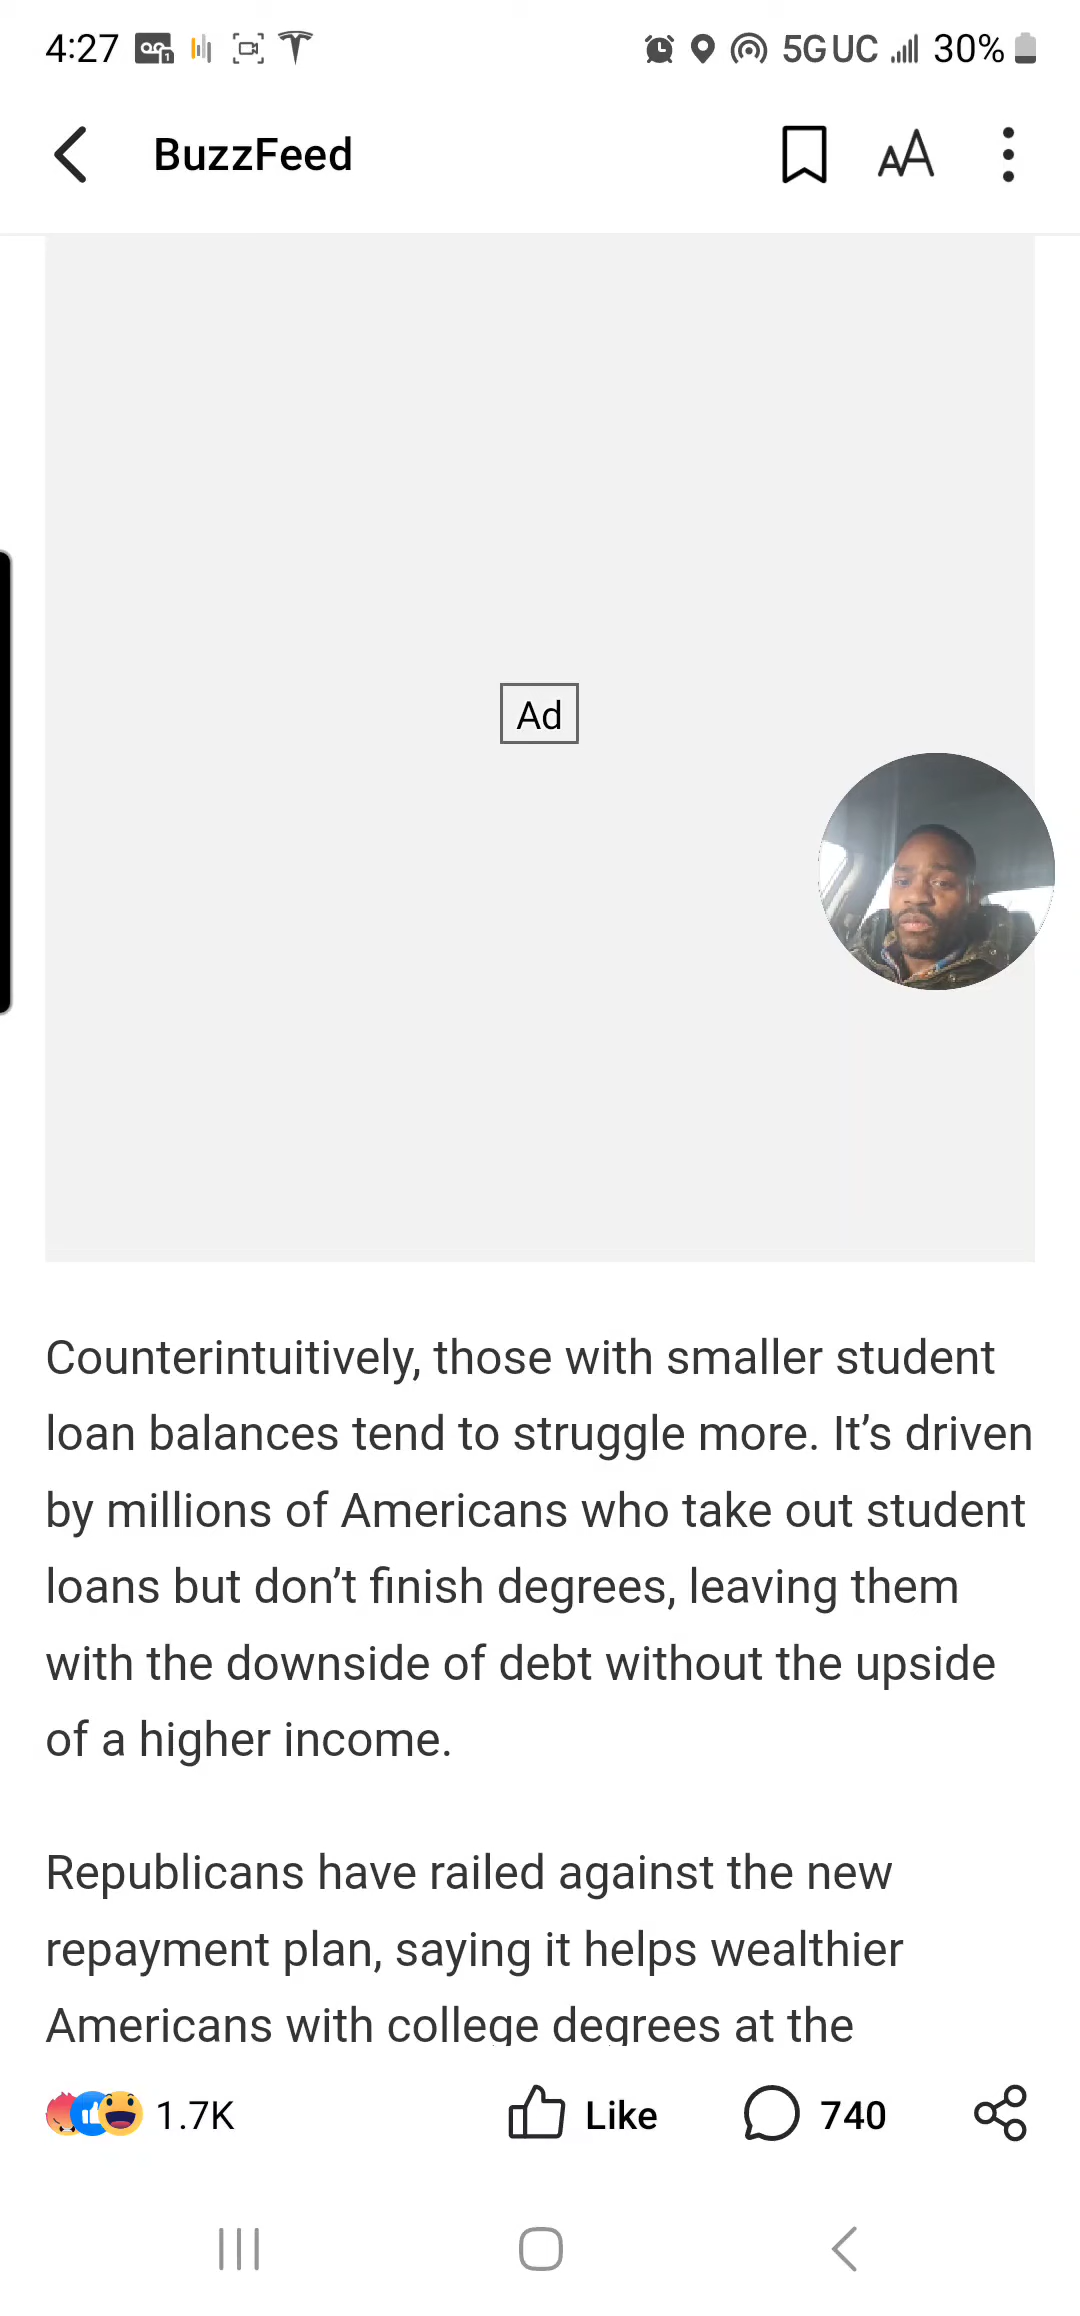 4:27 5G UC 30%
BuzzFeed AA
Ad
Counterintuitively, those with smaller student
loan balances tend to struggle more. It’s driven
by millions of Americans who take out student
loans but don’t finish degrees, leaving them
with the downside of debt without the upside
of a higher income.
Republicans have railed against the new
repayment plan, saying it helps wealthier
Americans with college degrees at the
1.7K Like 740